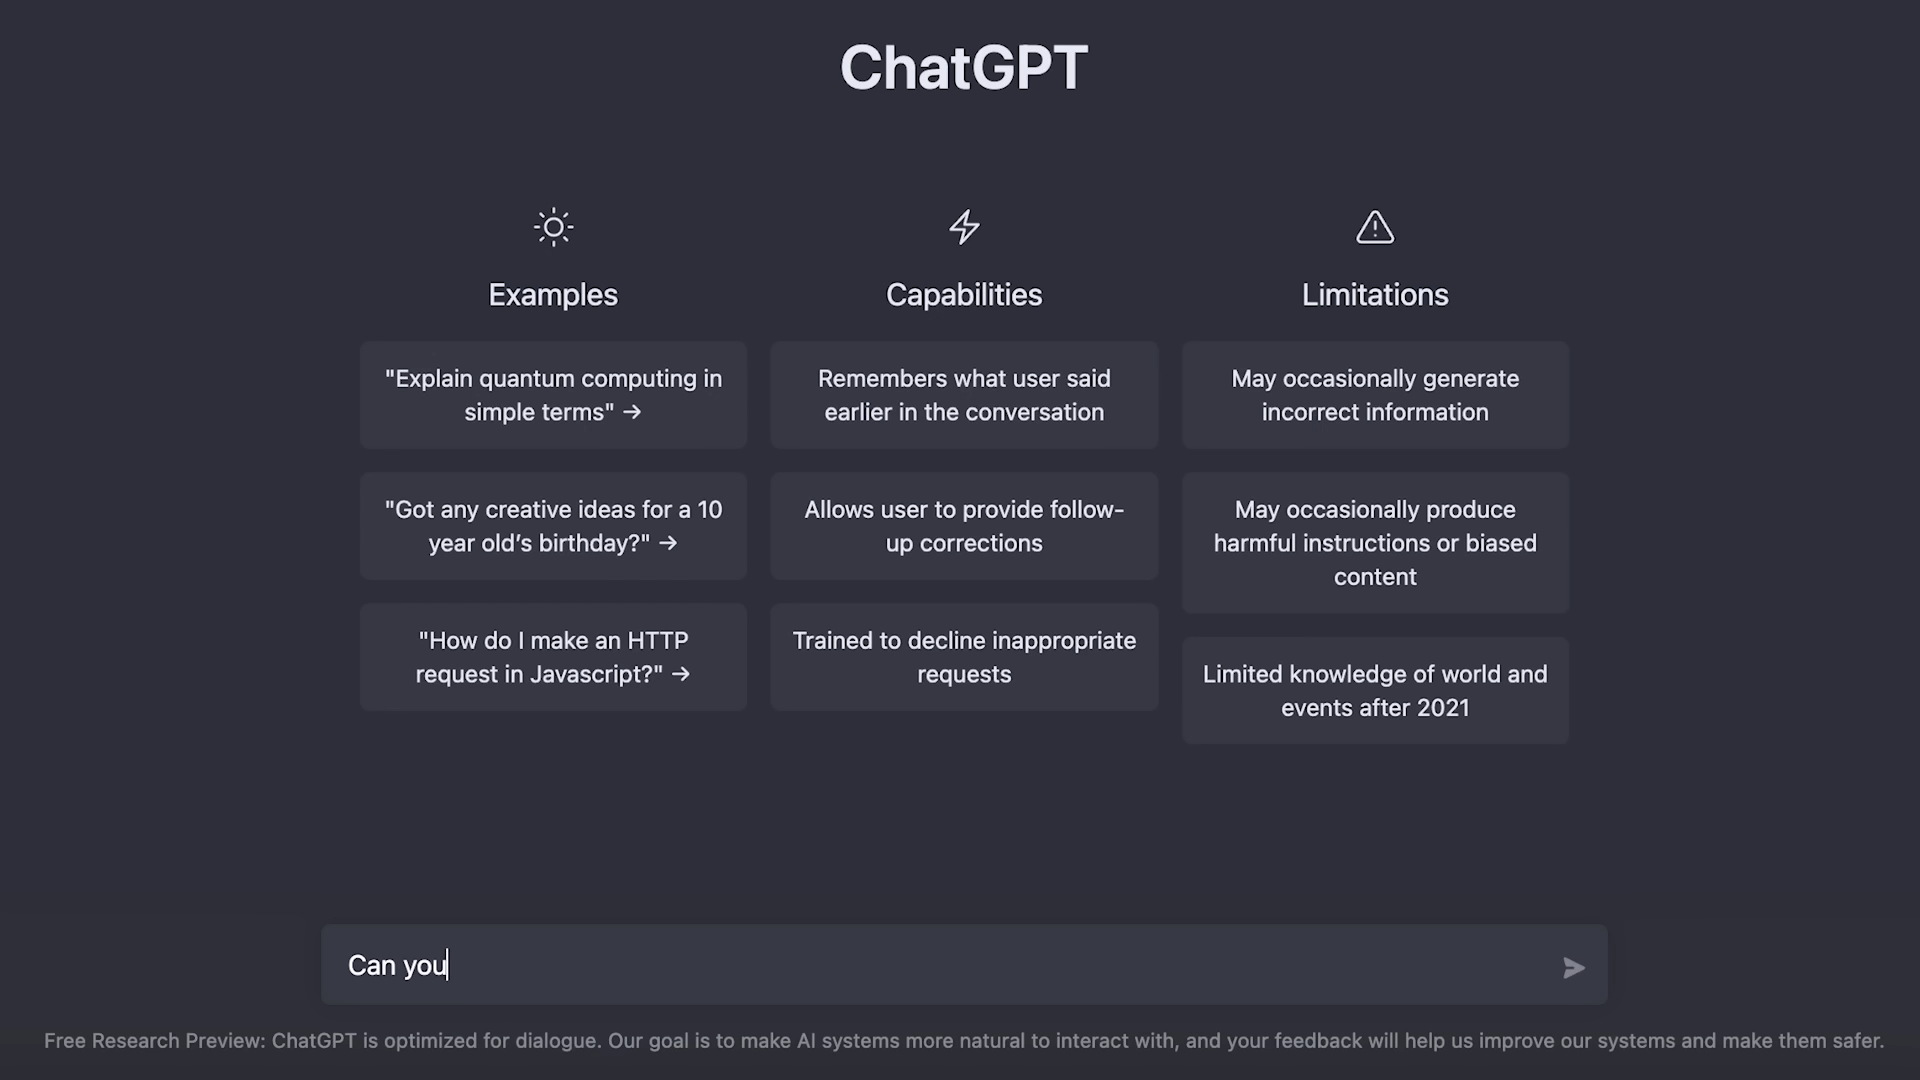 ChatGPT
Examples
"Explain quantum computing in
simple terms" →
"Got any creative ideas for a 10
year old’s birthday?" →
"How do I make an HTTP
request in Javascript?" →
Capabilities
Remembers what user said
earlier in the conversation
Allows user to provide follow-
up corrections
Trained to decline inappropriate
requests
Limitations
May occasionally generate
incorrect information
May occasionally produce
harmful instructions or biased
content
Limited knowledge of world and
events after 2021
Can you
Free Research Preview: ChatGPT is optimized for dialogue. Our goal is to make AI systems more natural to interact with, and your feedback will help us improve our systems and make them safer.